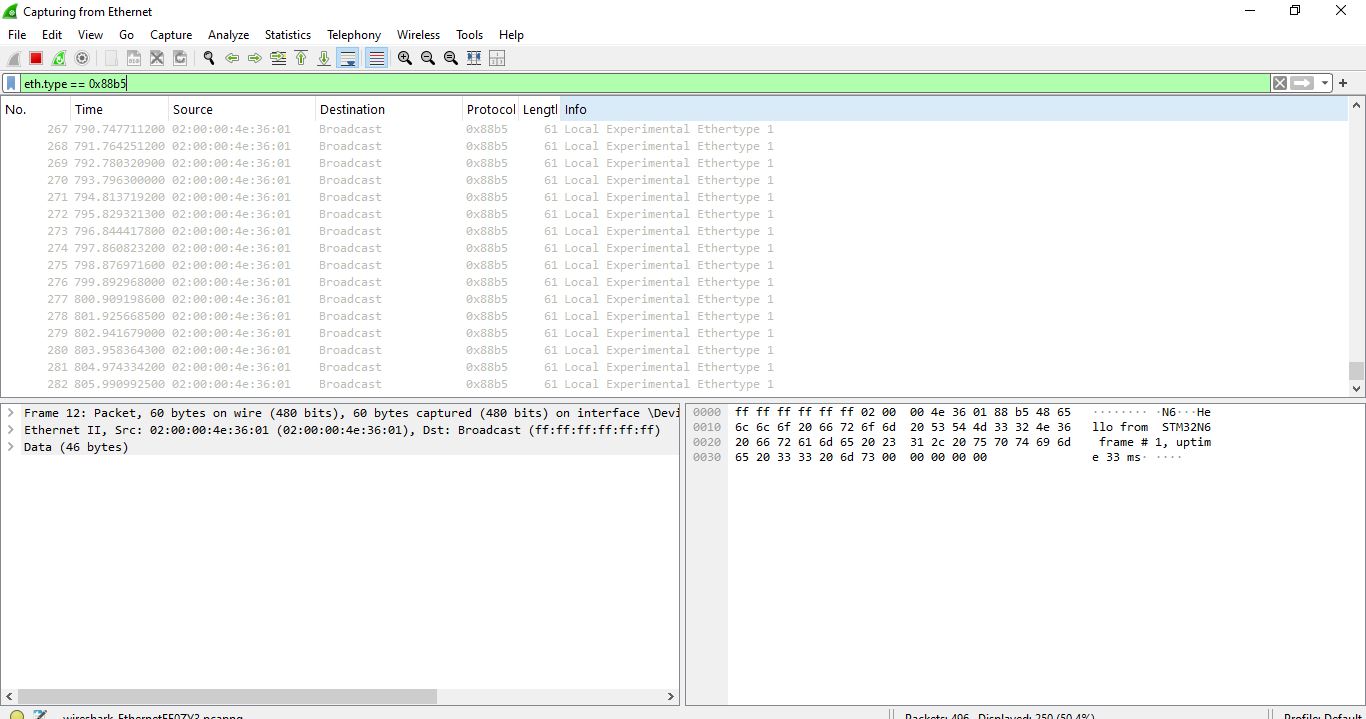 Capturing from Ethernet
File Edit View Go Capture Analyze Statistics Telephony Wireless Tools Help
eth.type == 0x88b5
No. Time Source Destination Protocol Lengtl Info
267 790.747711200 02:00:00:4e:36:01 Broadcast 0x88b5 61 Local Experimental Ethertype 1
268 791.764251200 02:00:00:4e:36:01 Broadcast 0x88b5 61 Local Experimental Ethertype 1
269 792.780320900 02:00:00:4e:36:01 Broadcast 0x88b5 61 Local Experimental Ethertype 1
270 793.796300000 02:00:00:4e:36:01 Broadcast 0x88b5 61 Local Experimental Ethertype 1
271 794.813719200 02:00:00:4e:36:01 Broadcast 0x88b5 61 Local Experimental Ethertype 1
272 795.829321300 02:00:00:4e:36:01 Broadcast 0x88b5 61 Local Experimental Ethertype 1
273 796.844417800 02:00:00:4e:36:01 Broadcast 0x88b5 61 Local Experimental Ethertype 1
274 797.860823200 02:00:00:4e:36:01 Broadcast 0x88b5 61 Local Experimental Ethertype 1
275 798.876971600 02:00:00:4e:36:01 Broadcast 0x88b5 61 Local Experimental Ethertype 1
276 799.892968000 02:00:00:4e:36:01 Broadcast 0x88b5 61 Local Experimental Ethertype 1
277 800.909198600 02:00:00:4e:36:01 Broadcast 0x88b5 61 Local Experimental Ethertype 1
278 801.925668500 02:00:00:4e:36:01 Broadcast 0x88b5 61 Local Experimental Ethertype 1
279 802.941679000 02:00:00:4e:36:01 Broadcast 0x88b5 61 Local Experimental Ethertype 1
280 803.958364300 02:00:00:4e:36:01 Broadcast 0x88b5 61 Local Experimental Ethertype 1
281 804.974334200 02:00:00:4e:36:01 Broadcast 0x88b5 61 Local Experimental Ethertype 1
282 805.990992500 02:00:00:4e:36:01 Broadcast 0x88b5 61 Local Experimental Ethertype 1
Frame 12: Packet, 60 bytes on wire (480 bits), 60 bytes captured (480 bits) on interface \Devi
Ethernet II, Src: 02:00:00:4e:36:01 (02:00:00:4e:36:01), Dst: Broadcast (ff:ff:ff:ff:ff:ff)
Data (46 bytes)
0000 ff ff ff ff ff ff 02 00 00 4e 36 01 88 b5 48 65 ········ ·N6···He
0010 6c 6c 6f 20 66 72 6f 6d 20 53 54 4d 33 32 4e 36 llo from STM32N6
0020 20 66 72 61 6d 65 20 23 31 2c 20 75 70 74 69 6d frame # 1, uptim
0030 65 20 33 33 20 6d 73 00 00 00 00 00 e 33 ms· ····
wireshark_EthernetFF0ZY3.pcapng
Packets: 496 · Displayed: 250 (50.4%)
Profile: Default